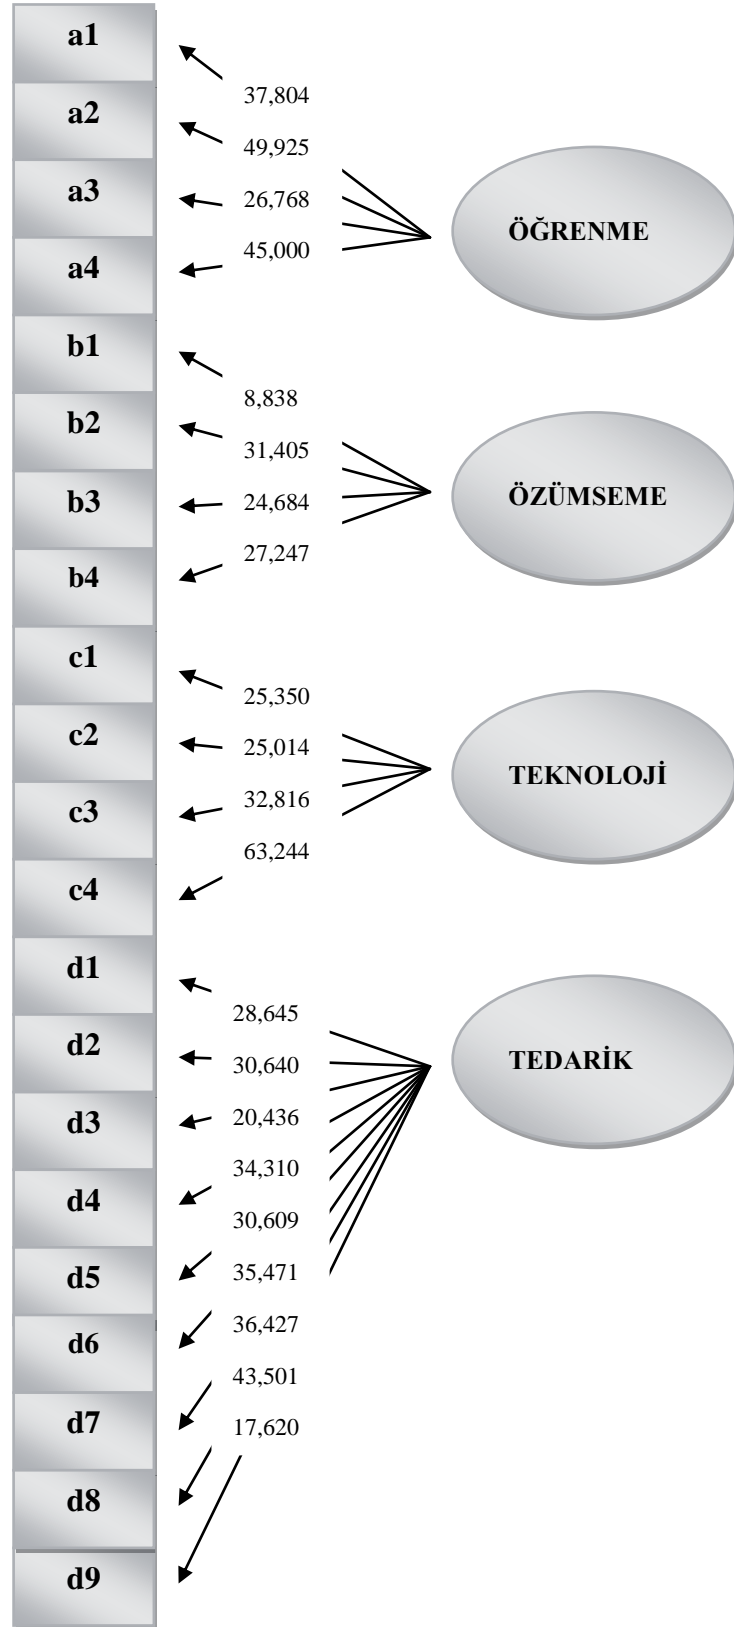 a1
a2
a3
a4
b1
b2
b3
b4
c1
c2
c3
c4
d1
d2
d3
d4
d5
d6
d7
d8
d9
37,804
49,925
26,768
45,000
8,838
31,405
24,684
27,247
25,350
25,014
32,816
63,244
28,645
30,640
20,436
34,310
30,609
35,471
36,427
43,501
17,620
ÖĞRENME
ÖZÜMSEME
TEKNOLOJİ
TEDARİK